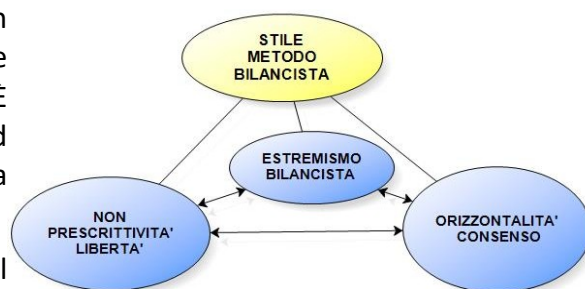 n
e
È
d
a
l
STILE
METODO
BILANCISTA
ESTREMISMO
BILANCISTA
NON
PRESCRITTIVITA'
LIBERTA'
ORIZZONTALITA'
CONSENSO